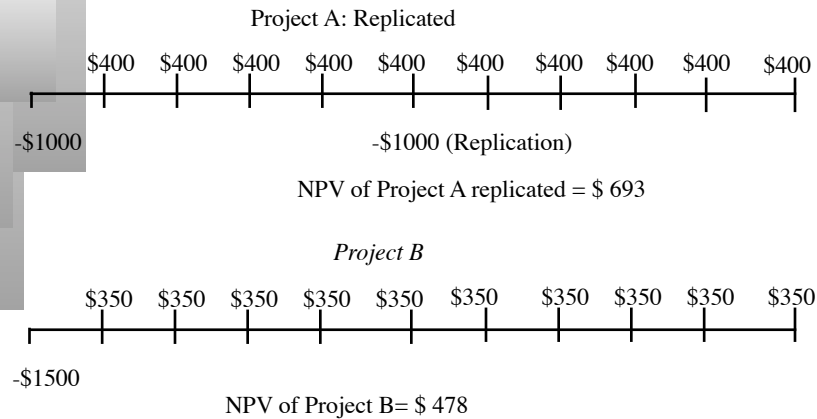 Project A: Replicated
$400 $400 $400 $400 $400 $400 $400 $400 $400 $400
-$1000 -$1000 (Replication)
NPV of Project A replicated = $ 693
Project B
$350 $350 $350 $350 $350 $350 $350 $350 $350 $350
-$1500
NPV of Project B= $ 478